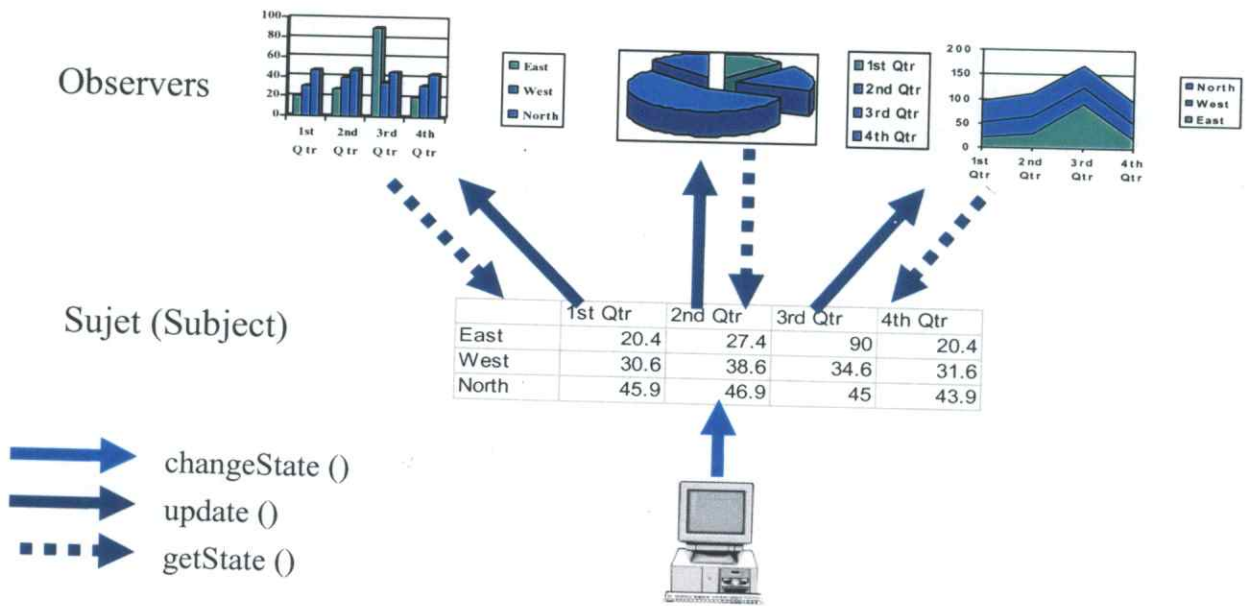 Observers
100
80
60
40
20
0
1st 2nd 3rd 4th
Qtr Qtr Qtr Qtr
East
West
North
1st Qtr
2nd Qtr
3rd Qtr
4th Qtr
200
150
100
50
0
1st 2nd 3rd 4th
Qtr Qtr Qtr Qtr
North
West
East
Sujet (Subject)
1st Qtr 2nd Qtr 3rd Qtr 4th Qtr
East 20.4 27.4 90 20.4
West 30.6 38.6 34.6 31.6
North 45.9 46.9 45 43.9
changeState ()
update ()
getState ()